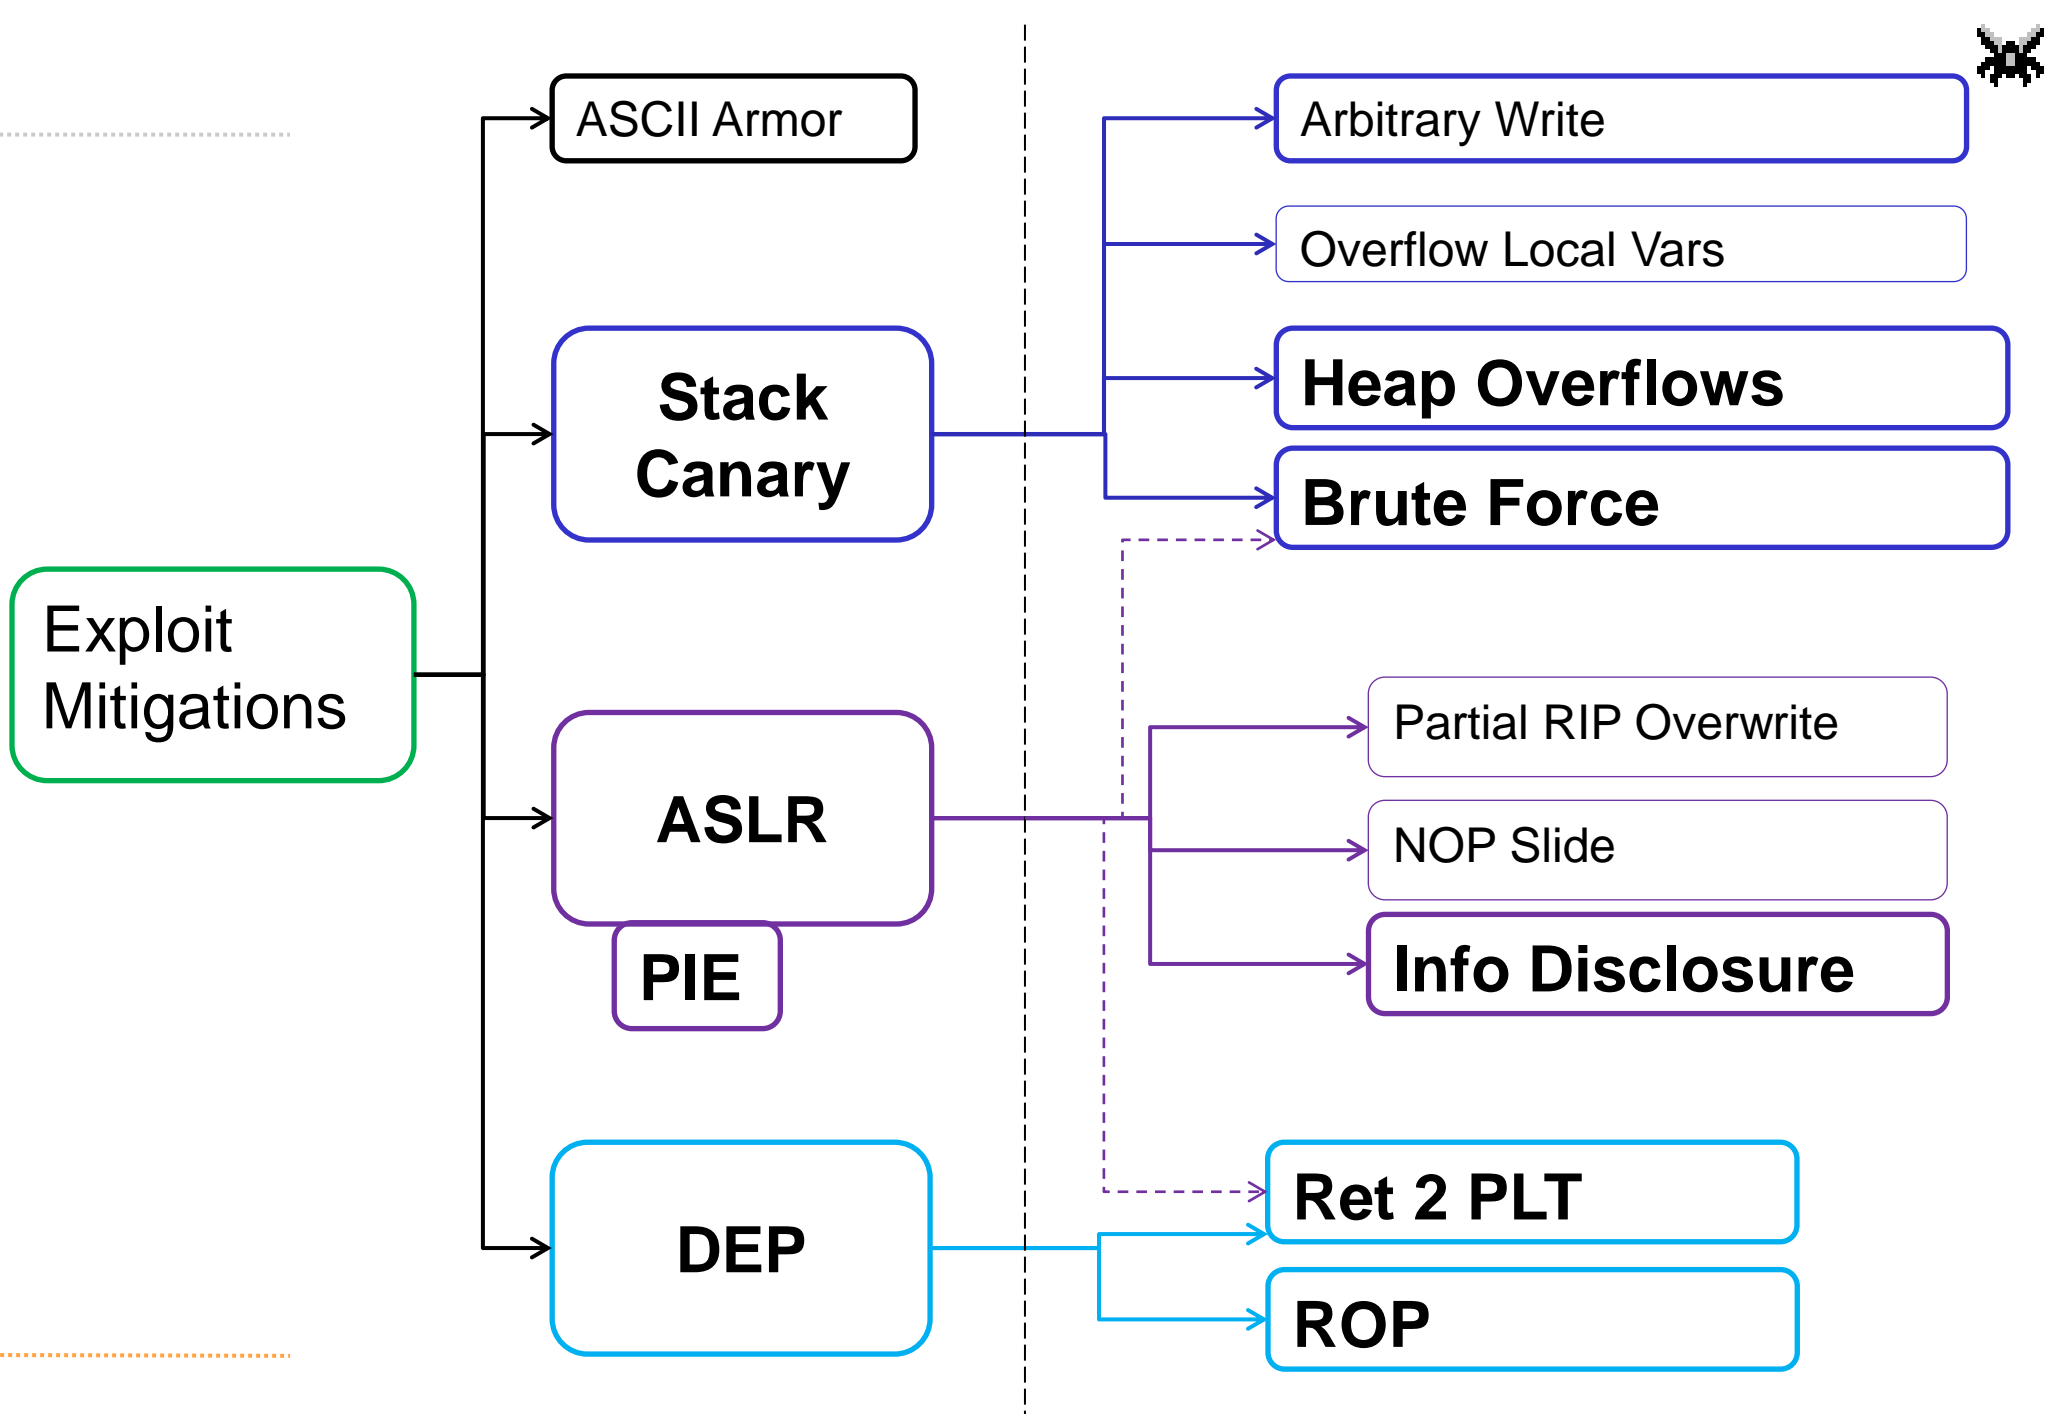 Exploit
Mitigations
ASCII Armor
Stack
Canary
ASLR
PIE
DEP
Arbitrary Write
Overflow Local Vars
Heap Overflows
Brute Force
Partial RIP Overwrite
NOP Slide
Info Disclosure
Ret 2 PLT
ROP